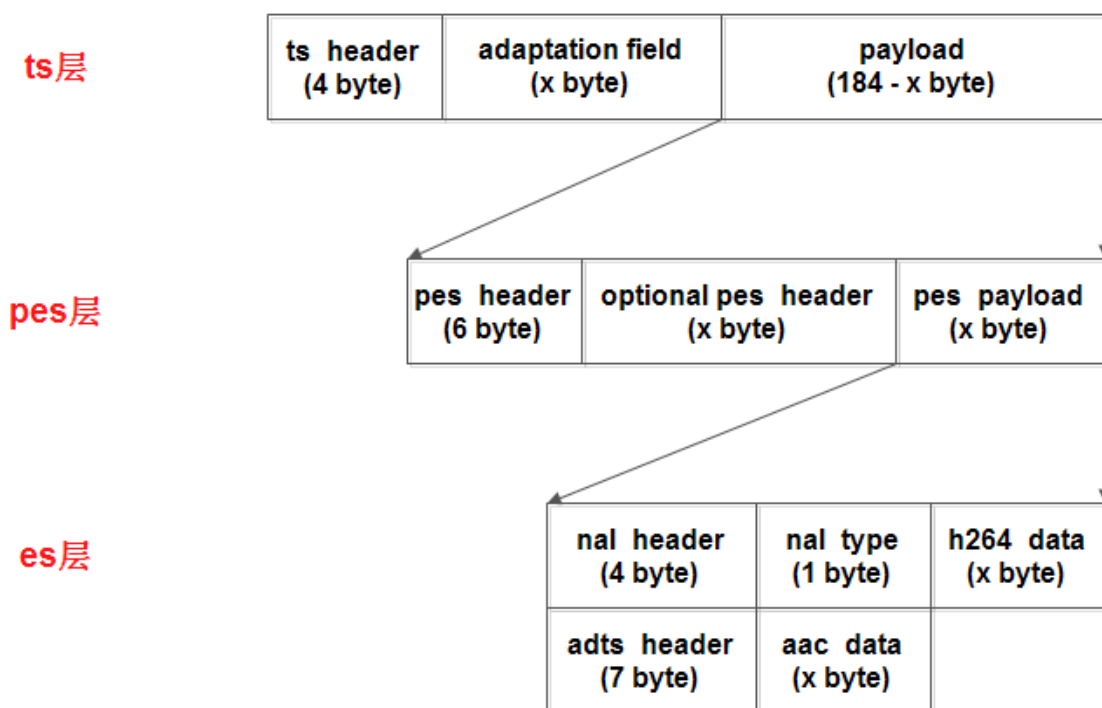 ts层
ts header
(4 byte)
adaptation field
(x byte)
payload
(184 - x byte)
pes层
pes header
(6 byte)
optional pes header
(x byte)
pes payload
(x byte)
es层
nal header
(4 byte)
nal type
(1 byte)
h264 data
(x byte)
adts header
(7 byte)
aac data
(x byte)